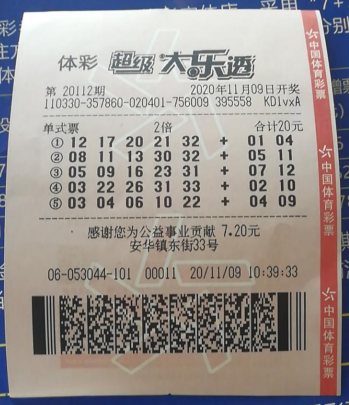 体彩 超级大乐透
第 20112期 2020年11月09日开奖
110330-357860-020401-756009 395558 KD1vxA
单式票 2倍 合计20元
① 12 17 20 21 32 + 01 04
② 08 11 13 30 32 + 05 11
③ 05 09 16 23 31 + 07 12
④ 03 22 26 31 33 + 02 10
⑤ 03 04 06 10 22 + 04 09
感谢您为公益事业贡献 7.20元
安华镇东街33号
06-053044-101 00011 20/11/09 10:39:33
中国体育彩票
中国体育彩票
中国体育彩票